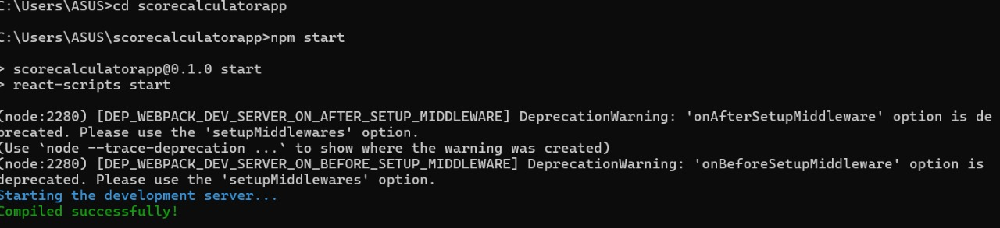 C:\Users\ASUS>cd scorecalculatorapp
C:\Users\ASUS\scorecalculatorapp>npm start
> scorecalculatorapp@0.1.0 start
> react-scripts start
(node:2280) [DEP_WEBPACK_DEV_SERVER_ON_AFTER_SETUP_MIDDLEWARE] DeprecationWarning: 'onAfterSetupMiddleware' option is de
precated. Please use the 'setupMiddlewares' option.
(Use `node --trace-deprecation ...` to show where the warning was created)
(node:2280) [DEP_WEBPACK_DEV_SERVER_ON_BEFORE_SETUP_MIDDLEWARE] DeprecationWarning: 'onBeforeSetupMiddleware' option is
deprecated. Please use the 'setupMiddlewares' option.
Starting the development server...
Compiled successfully!